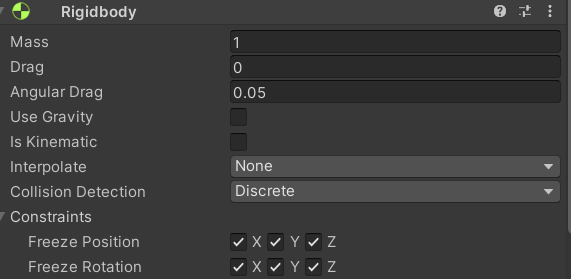 Rigidbody
Mass 1
Drag 0
Angular Drag 0.05
Use Gravity
Is Kinematic
Interpolate None
Collision Detection Discrete
Constraints
Freeze Position X Y Z
Freeze Rotation X Y Z